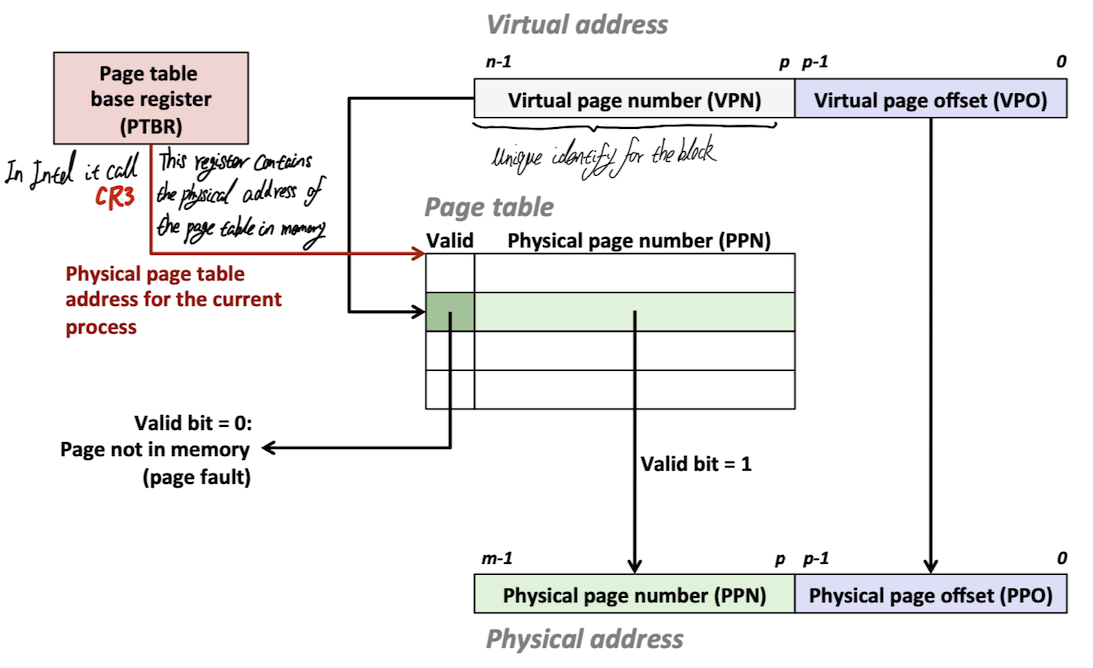 Virtual address
n-1 p p-1 0
Page table
base register
(PTBR)
Virtual page number (VPN) Virtual page offset (VPO)
In Intel it call
CR3
This register contains
the physical address of
the page table in memory
Unique identify for the block
Page table
Valid Physical page number (PPN)
Physical page table
address for the current
process
Valid bit = 0:
Page not in memory
(page fault)
Valid bit = 1
m-1 p p-1 0
Physical page number (PPN) Physical page offset (PPO)
Physical address